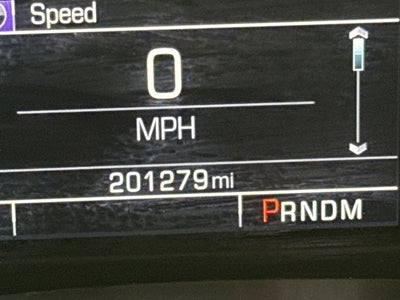 Speed
0
MPH
201279mi
PRNDM